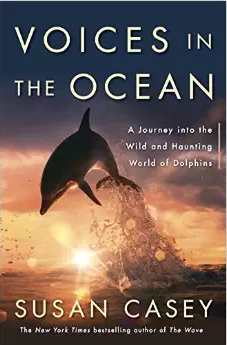 VOICES IN
THE OCEAN
A Journey into the
Wild and Haunting
World of Dolphins
SUSAN CASEY
The New York Times bestselling author of The Wave